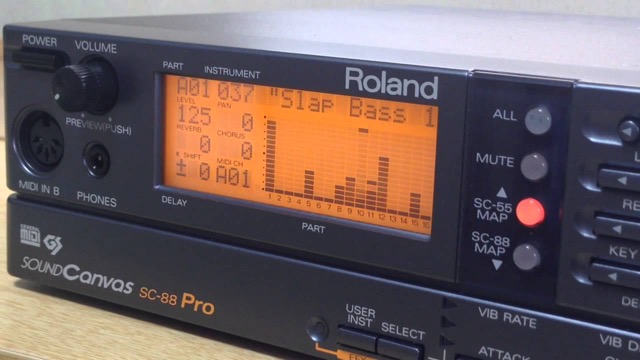 POWER
VOLUME
PREVIEW(PUSH)
MIDI IN B
PHONES
PART
INSTRUMENT
Roland
A01 037
"Slap Bass 1
LEVEL
PAN
125
0
REVERB
CHORUS
0
0
K SHIFT
MIDI CH
± 0
A01
1 2 3 4 5 6 7 8 9 10 11 12 13 14 15 16
DELAY
PART
ALL
MUTE
SC-55
MAP
SC-88
MAP
GENERAL
MIDI
GS
SOUND Canvas
SC-88 Pro
USER
INST
SELECT
VIB RATE
ATTACK
KEY